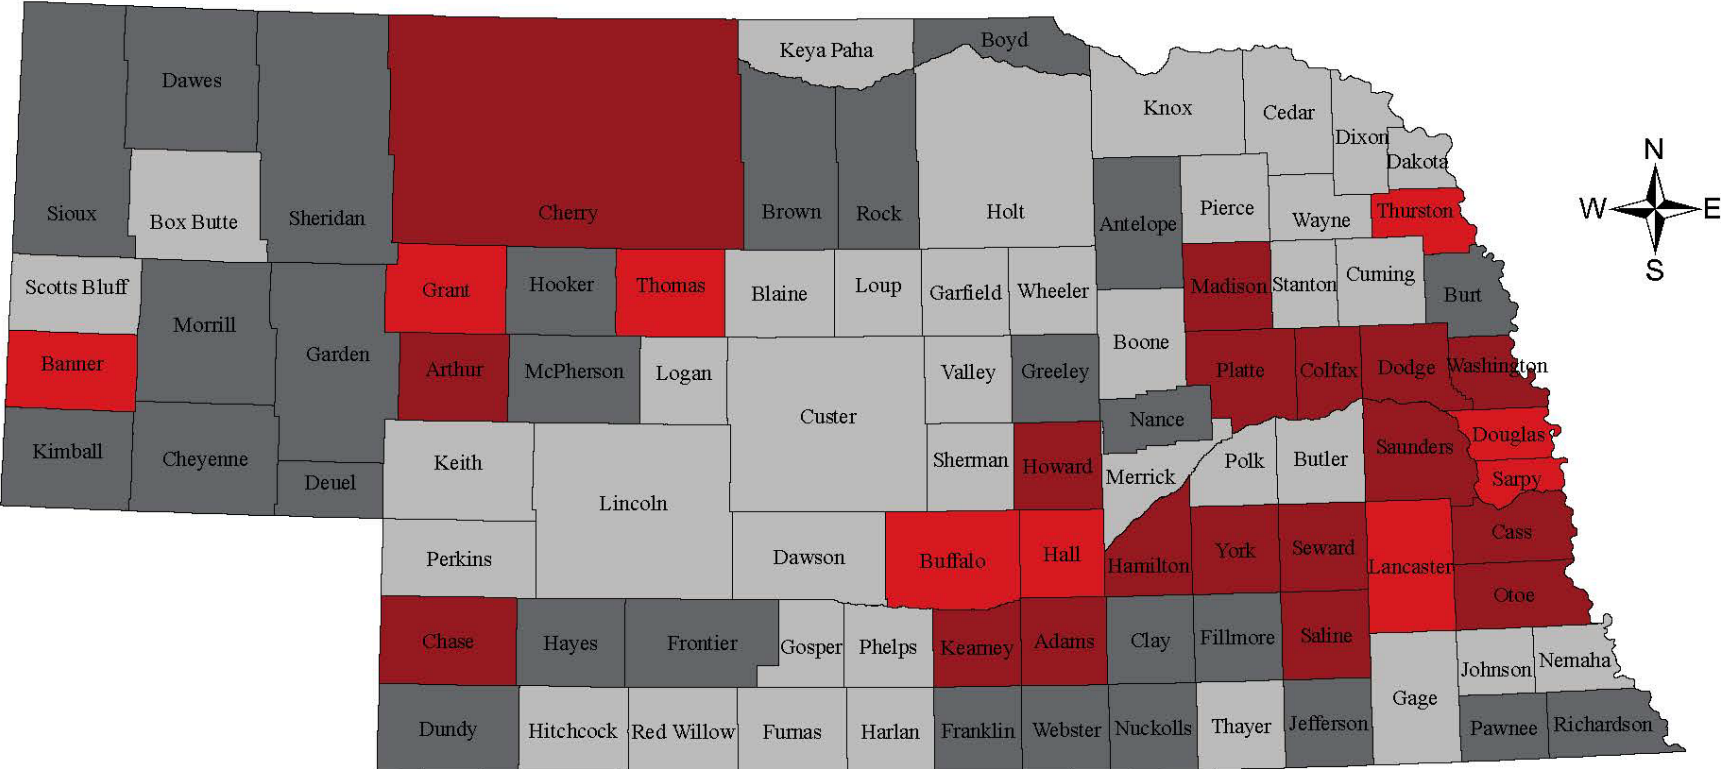 Boyd
Keya Paha
Dawes
Knox
Cedar
Dixon
Dakota
N
W
E
S
Sioux
Box Butte
Sheridan
Cherry
Brown
Rock
Holt
Antelope
Pierce
Wayne
Thurston
Scotts Bluff
Morrill
Grant
Hooker
Thomas
Blaine
Loup
Garfield
Wheeler
Madison
Stanton
Cuming
Burt
Banner
Garden
Arthur
McPherson
Logan
Custer
Valley
Greeley
Boone
Platte
Colfax
Dodge
Washington
Nance
Kimball
Cheyenne
Deuel
Keith
Lincoln
Sherman
Howard
Merrick
Polk
Butler
Saunders
Douglas
Sarpy
Perkins
Dawson
Buffalo
Hall
Hamilton
York
Seward
Lancaster
Cass
Otoe
Chase
Hayes
Frontier
Gosper
Phelps
Kearney
Adams
Clay
Fillmore
Saline
Johnson
Nemaha
Gage
Dundy
Hitchcock
Red Willow
Furnas
Harlan
Franklin
Webster
Nuckolls
Thayer
Jefferson
Pawnee
Richardson